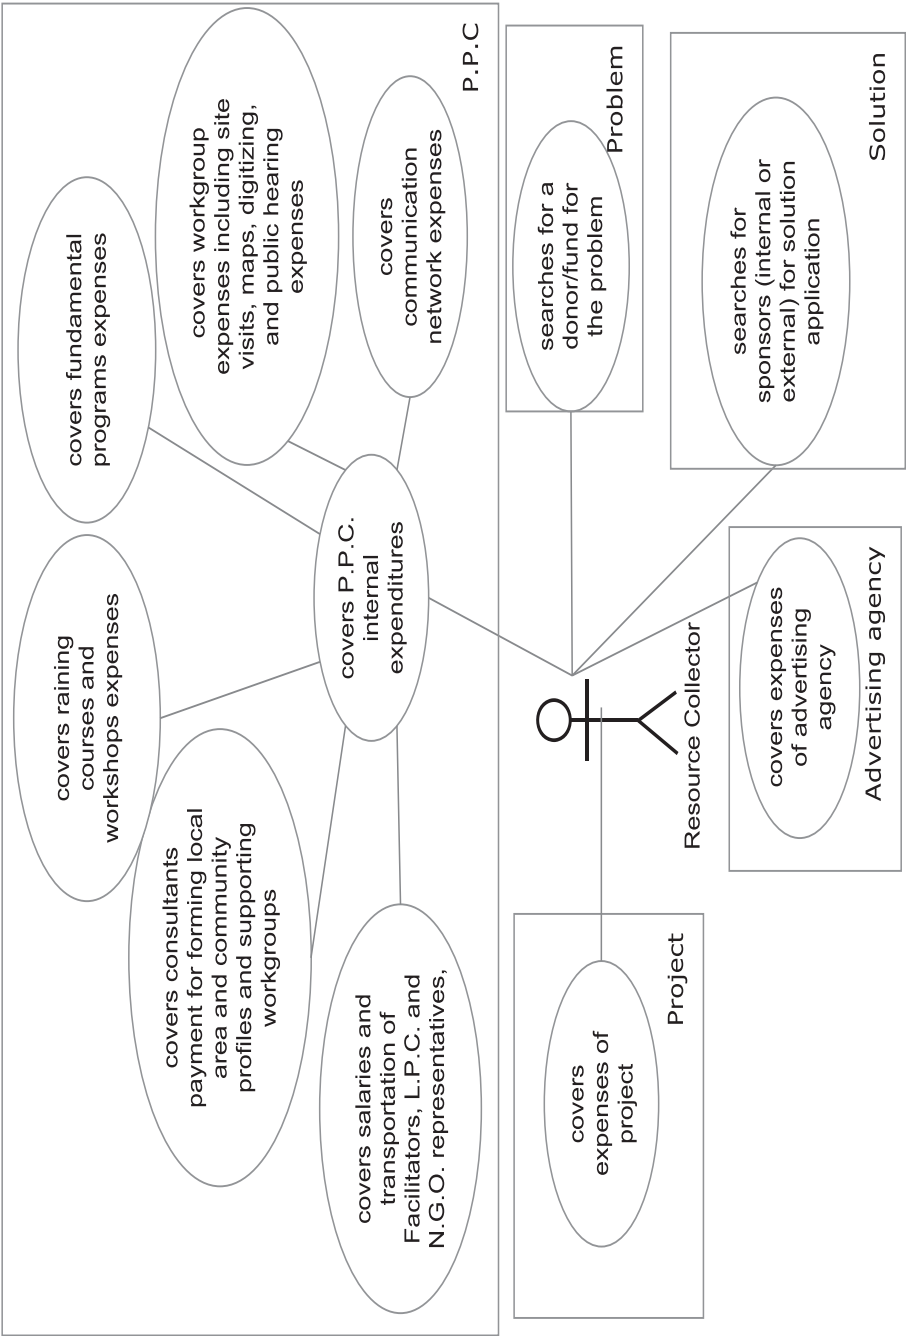 covers raining
courses and
workshops expenses
covers fundamental
programs expenses
covers consultants
payment for forming local
area and community
profiles and supporting
workgroups
covers workgroup
expenses including site
visits, maps, digitizing,
and public hearing
expenses
covers salaries and
transportation of
Facilitators, L.P.C. and
N.G.O. representatives,
covers P.P.C.
internal
expenditures
covers
communication
network expenses
P.P.C
covers
expenses of
project
Project
searches for a
donor/fund for
the problem
Problem
Resource Collector
covers expenses
of advertising
agency
Advertising agency
searches for
sponsors (internal or
external) for solution
application
Solution